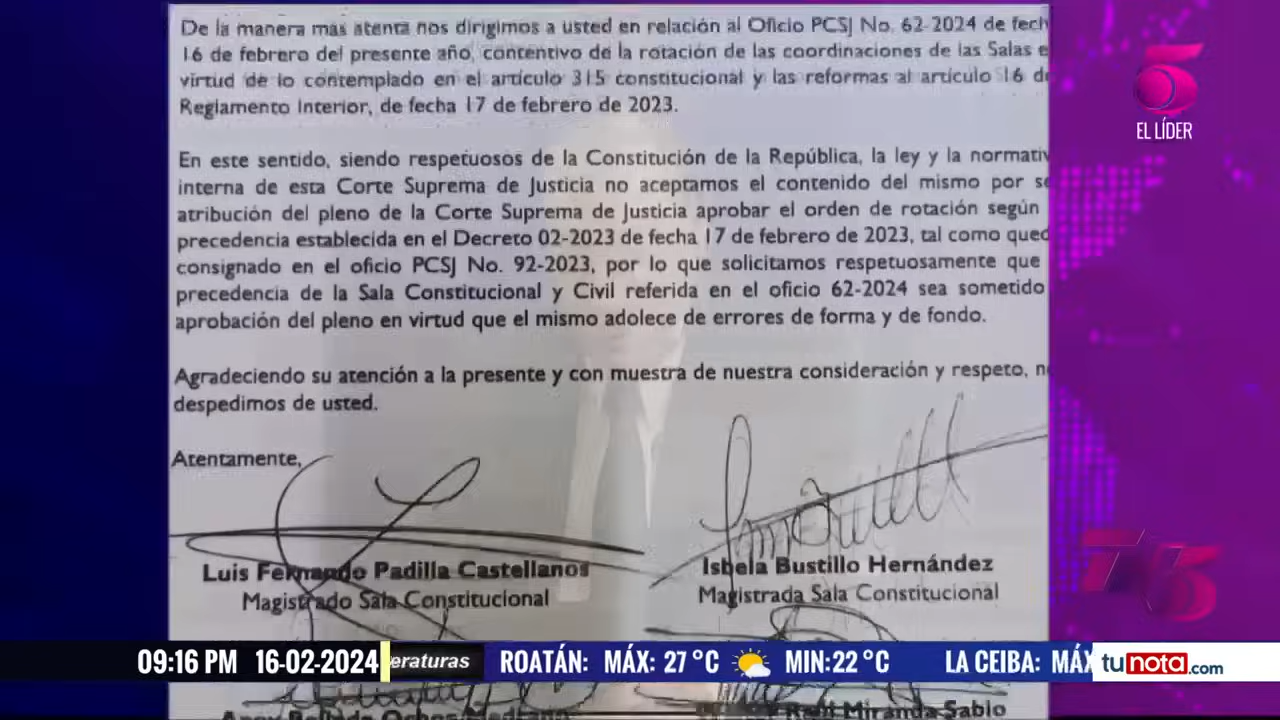 De la manera mas atenta nos dirigimos a usted en relación al Oficio PCSJ No. 62-2024 de fech
16 de febrero del presente año, contentivo de la rotación de las coordinaciones de las Salas e
virtud de lo contemplado en el artículo 315 constitucional y las reformas al artículo 16 de
Reglamento Interior, de fecha 17 de febrero de 2023.
En este sentido, siendo respetuosos de la Constitución de la República, la ley y la normativ
interna de esta Corte Suprema de Justicia no aceptamos el contenido del mismo por se
atribución del pleno de la Corte Suprema de Justicia aprobar el orden de rotación según
precedencia establecida en el Decreto 02-2023 de fecha 17 de febrero de 2023, tal como qued
consignado en el oficio PCSJ No. 92-2023, por lo que solicitamos respetuosamente que
precedencia de la Sala Constitucional y Civil referida en el oficio 62-2024 sea sometido
aprobación del pleno en virtud que el mismo adolece de errores de forma y de fondo.
Agradeciendo su atención a la presente y con muestra de nuestra consideración y respeto, n
despedimos de usted.
Atentamente,
Luis Fernando Padilla Castellanos
Magistrado Sala Constitucional
Isbela Bustillo Hernández
Magistrada Sala Constitucional
Miranda Sabio
5
EL LÍDER
09:16 PM 16-02-2024
eraturas
ROATÁN: MÁX: 27 °C MIN:22 °C LA CEIBA: MÁX
tunota.com